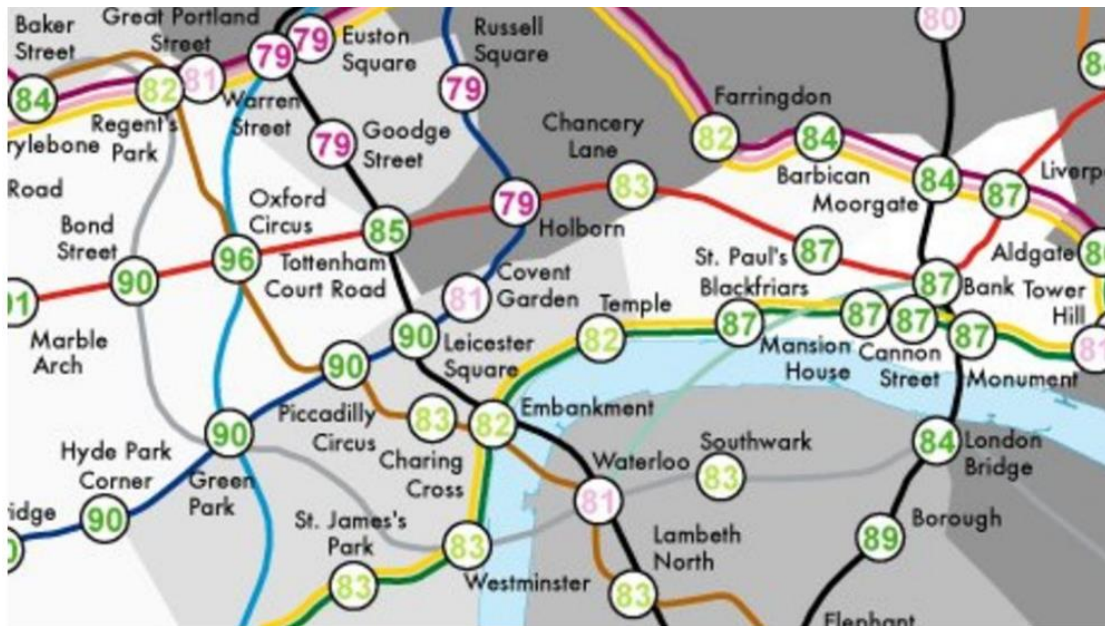 Baker
Street
Great Portland
Street
79
79
Euston
Square
Russell
Square
80
84
82
81
Warren
Street
79
Farringdon
rylebone
Regent's
Park
79
Goodge
Street
Chancery
Lane
82
84
Road
Oxford
Circus
79
83
Barbican
Moorgate
84
87
Liverpo
Bond
Street
96
85
Holborn
St. Paul's
87
Aldgate
90
Tottenham
Court Road
81
Covent
Garden
Blackfriars
87
Bank
Tower
Hill
91
Marble
Arch
90
90
Leicester
Square
Temple
82
87
87
87
87
81
Mansion
House
Cannon
Street
Monument
Piccadilly
Circus
83
82
Embankment
90
Hyde Park
Corner
Green
Park
Charing
Cross
Waterloo
Southwark
83
84
London
Bridge
ridge
90
81
St. James's
Park
83
Westminster
Lambeth
North
89
Borough
83
83
Elephant